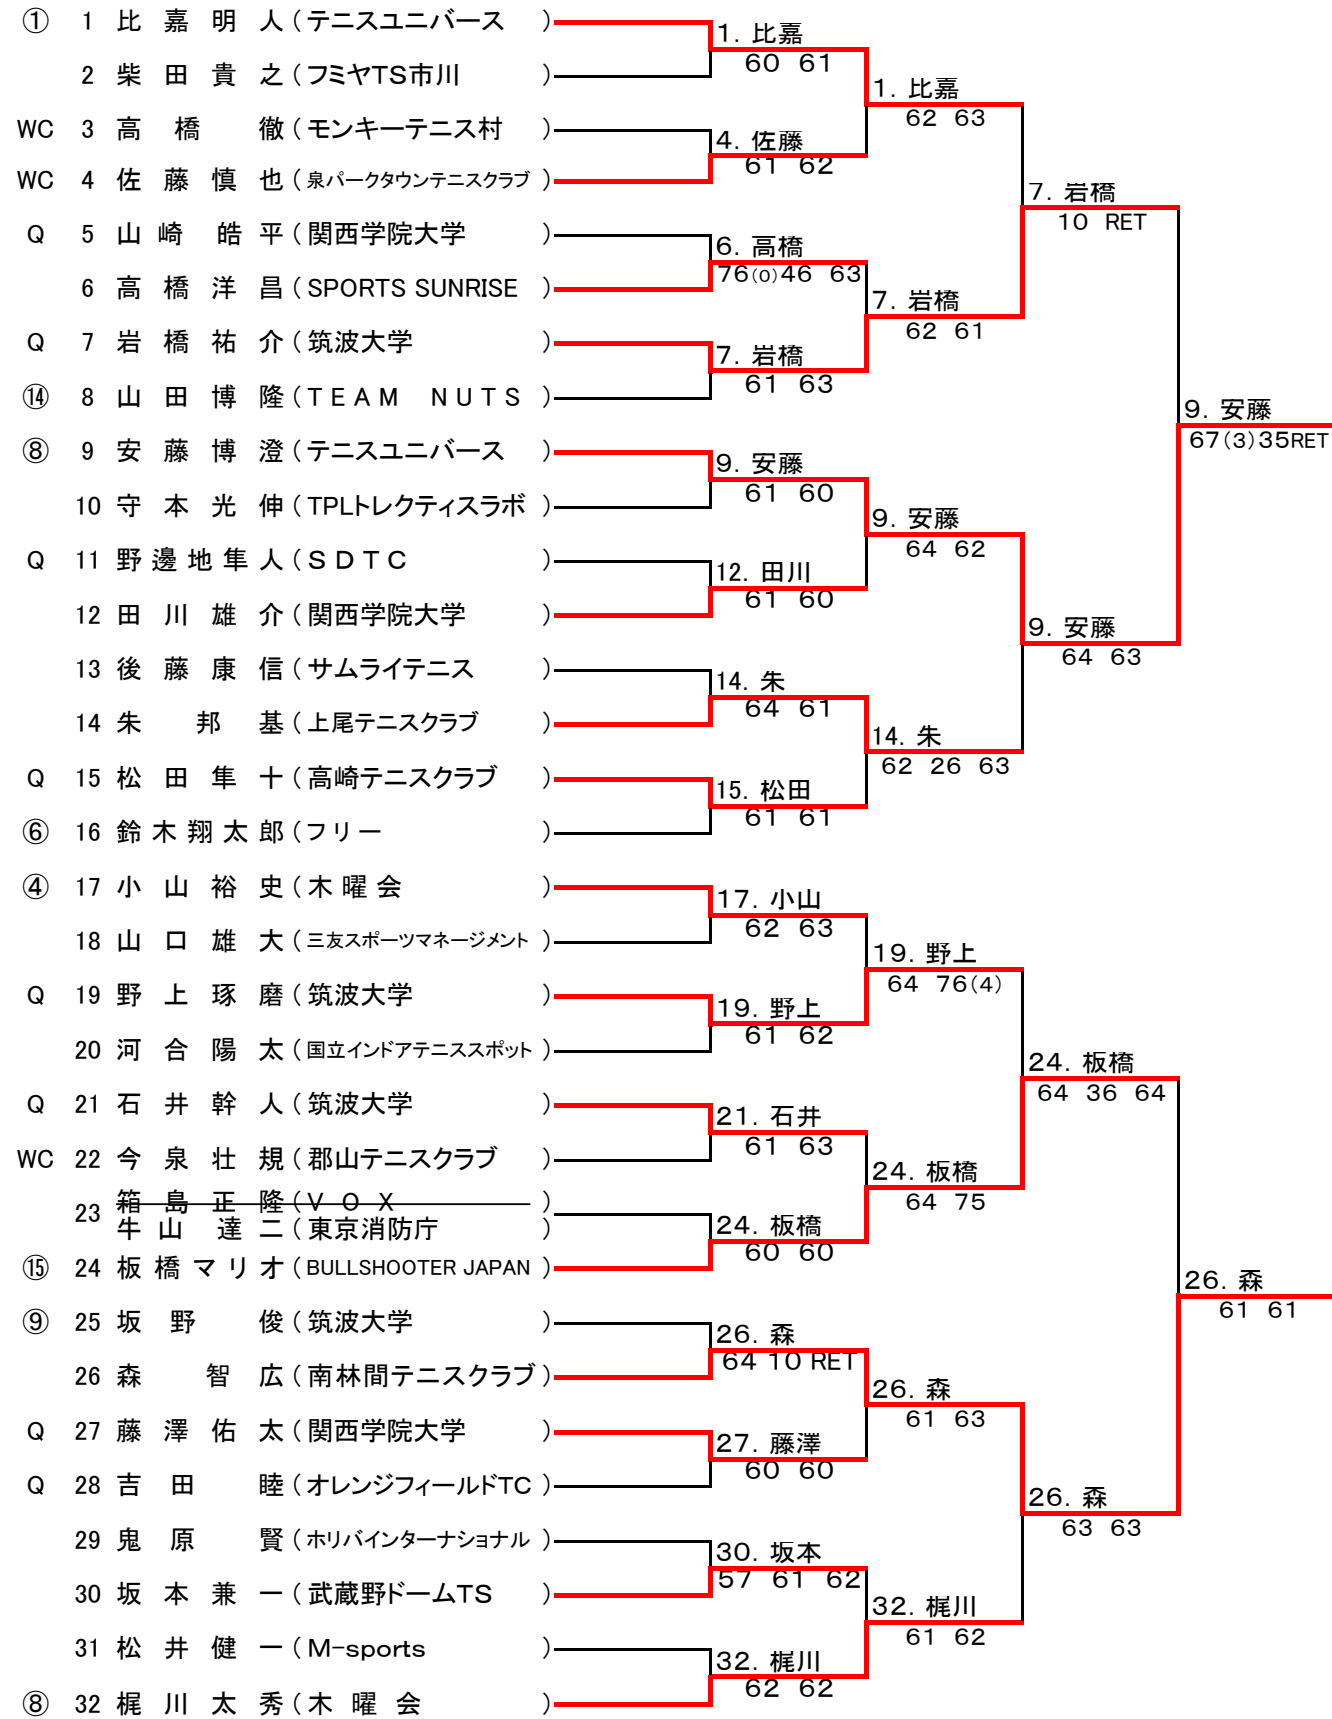 ① 1 比嘉明人(テニスユニバース)
1. 比嘉
60 61
2 柴田貴之(フミヤTS市川)
1. 比嘉
62 63
WC 3 高橋 徹(モンキーテニス村)
4. 佐藤
61 62
WC 4 佐藤慎也(泉パークタウンテニスクラブ)
7. 岩橋
10 RET
Q 5 山崎 皓平(関西学院大学)
6. 高橋
76(0)46 63
6 高橋洋昌(SPORTS SUNRISE)
7. 岩橋
62 61
Q 7 岩橋祐介(筑波大学)
7. 岩橋
61 63
⑭ 8 山田博隆(TEAM NUTS)
9. 安藤
67(3)35RET
⑧ 9 安藤博澄(テニスユニバース)
9. 安藤
61 60
10 守本光伸(TPLトレクティスラボ)
9. 安藤
64 62
Q 11 野邊地隼人(SDTC)
12. 田川
61 60
12 田川雄介(関西学院大学)
9. 安藤
64 63
13 後藤康信(サムライテニス)
14. 朱
64 61
14 朱 邦 基(上尾テニスクラブ)
14. 朱
62 26 63
Q 15 松田隼十(高崎テニスクラブ)
15. 松田
61 61
⑥ 16 鈴木翔太郎(フリー)
④ 17 小山裕史(木曜会)
17. 小山
62 63
18 山口雄大(三友スポーツマネージメント)
19. 野上
64 76(4)
Q 19 野上琢磨(筑波大学)
19. 野上
61 62
20 河合陽太(国立インドアテニススポット)
24. 板橋
64 36 64
Q 21 石井幹人(筑波大学)
21. 石井
61 63
WC 22 今泉壮規(郡山テニスクラブ)
24. 板橋
64 75
23 箱島正隆(VOX)
牛山 達二(東京消防庁)
24. 板橋
60 60
⑮ 24 板橋マリオ(BULLSHOOTER JAPAN)
26. 森
61 61
⑨ 25 坂野 俊(筑波大学)
26. 森
64 10 RET
26 森 智広(南林間テニスクラブ)
26. 森
61 63
Q 27 藤澤佑太(関西学院大学)
27. 藤澤
60 60
Q 28 吉田 睦(オレンジフィールドTC)
26. 森
63 63
29 鬼原 賢(ホリバインターナショナル)
30. 坂本
57 61 62
30 坂本兼一(武蔵野ドームTS)
32. 梶川
61 62
31 松井健一(M-sports)
32. 梶川
62 62
⑧ 32 梶川太秀(木曜会)